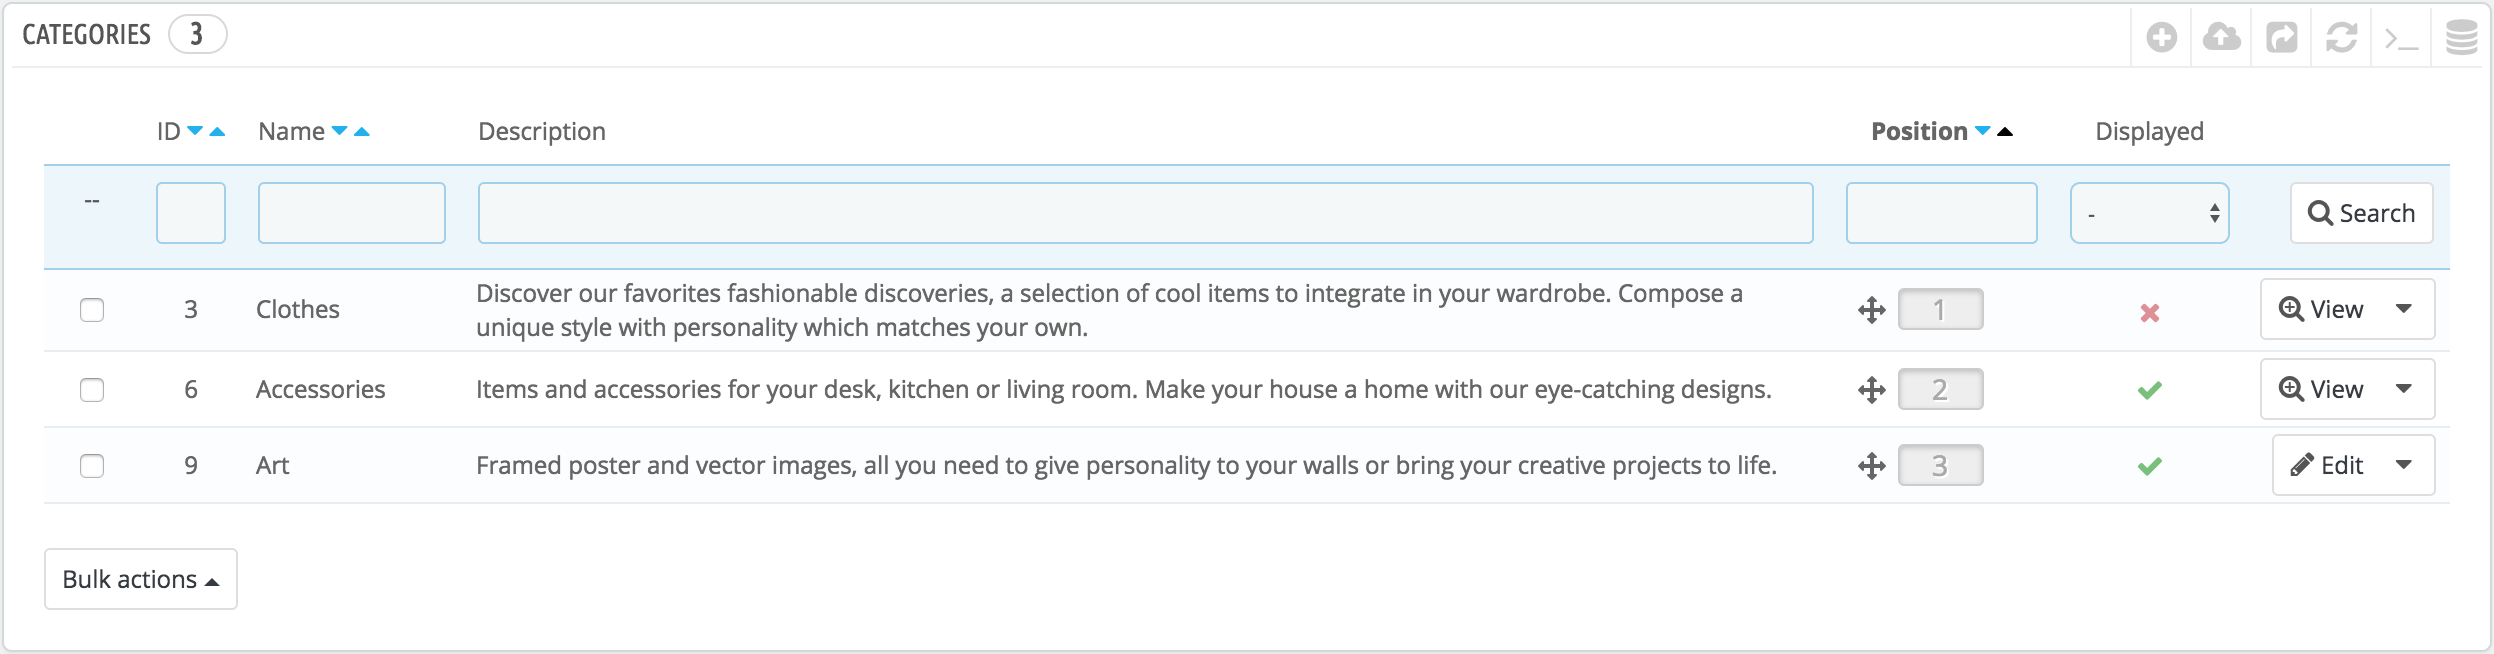 CATEGORIES 3
ID Name Description Position Displayed
-- - Search
3 Clothes Discover our favorites fashionable discoveries, a selection of cool items to integrate in your wardrobe. Compose a
unique style with personality which matches your own. 1 View
6 Accessories Items and accessories for your desk, kitchen or living room. Make your house a home with our eye-catching designs. 2 View
9 Art Framed poster and vector images, all you need to give personality to your walls or bring your creative projects to life. 3 Edit
Bulk actions